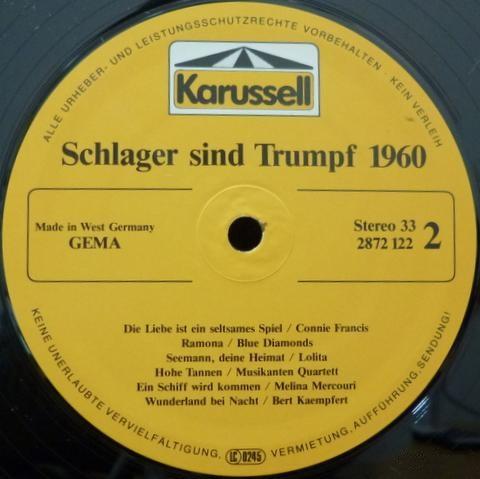 ALLE URHEBER- UND LEISTUNGSSCHUTZRECHTE VORBEHALTEN · KEIN VERLEIH
Karussell
Schlager sind Trumpf 1960
Made in West Germany
GEMA
Stereo 33
2872 122 2
Die Liebe ist ein seltsames Spiel / Connie Francis
Ramona / Blue Diamonds
Seemann, deine Heimat / Lolita
Hohe Tannen / Musikanten Quartett
Ein Schiff wird kommen / Melina Mercouri
Wunderland bei Nacht / Bert Kaempfert
KEINE UNERLAUBTE VERVIELFÄLTIGUNG, VERMIETUNG, AUFFÜHRUNG, SENDUNG!
LC 0245